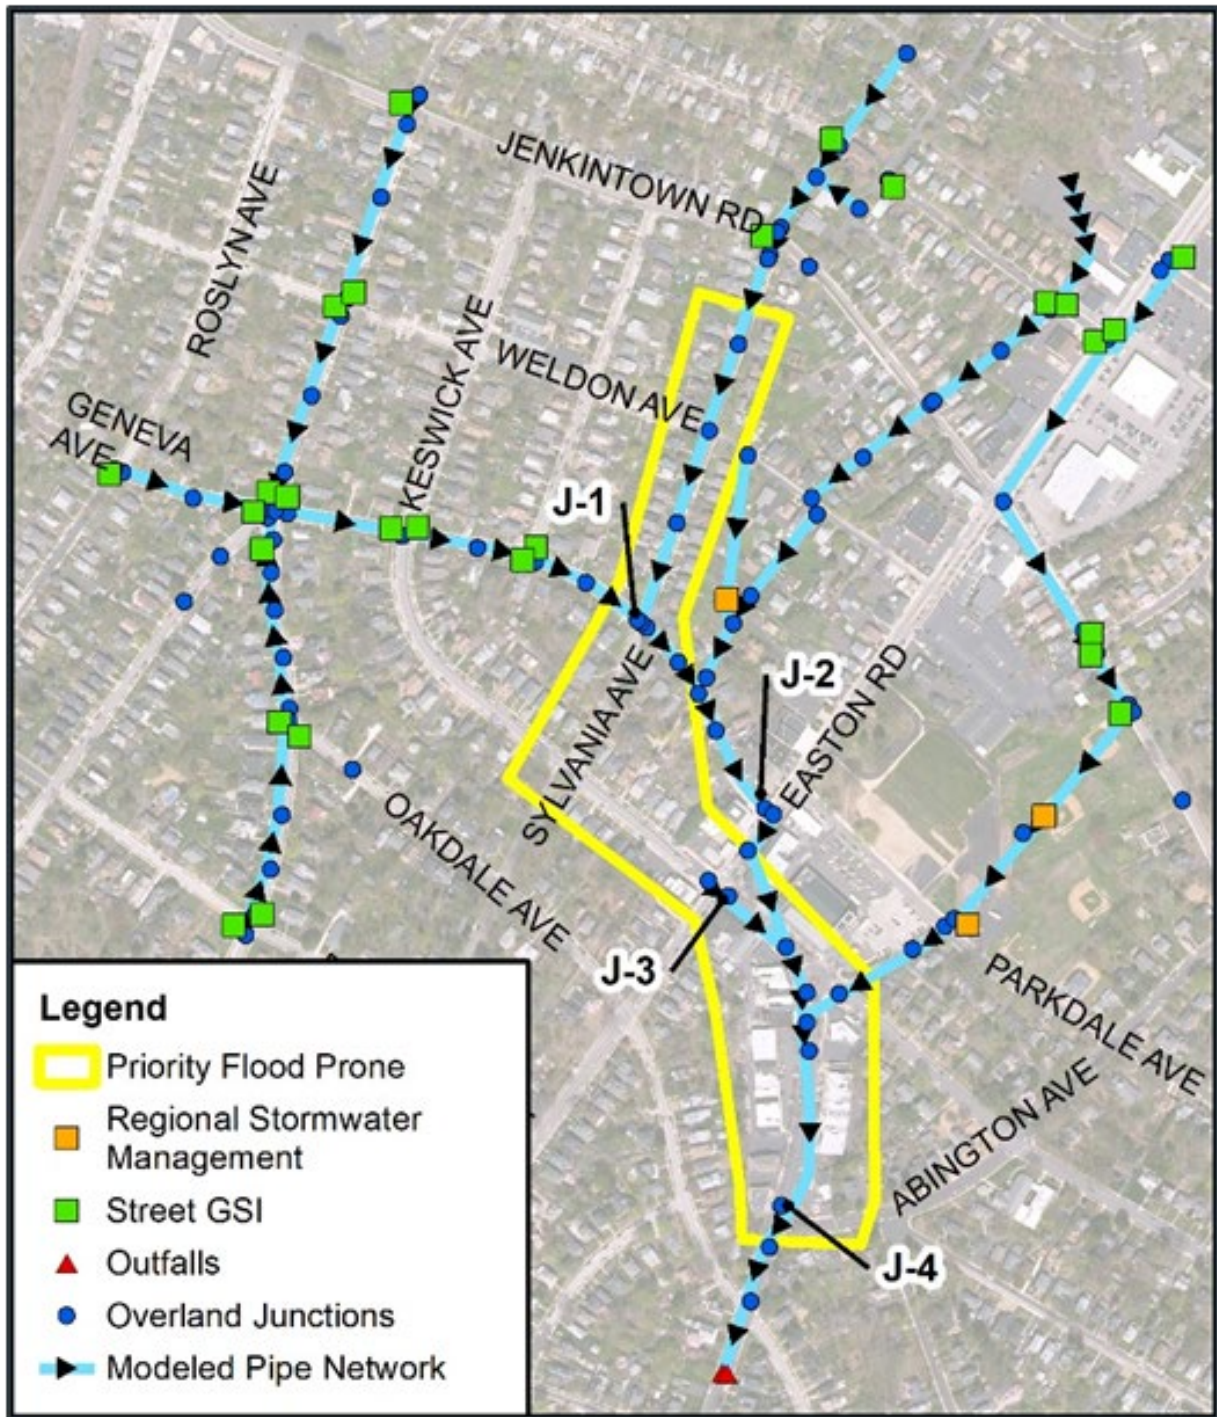 JENKINTOWN RD
ROSLYN AVE
KESWICK AVE
WELDON AVE
GENEVA
AVE
J-1
J-2
SYLVANIA AVE
EASTON RD
OAKDALE AVE
J-3
PARKDALE AVE
ABINGTON AVE
J-4
Legend
Priority Flood Prone
Regional Stormwater
Management
Street GSI
Outfalls
Overland Junctions
Modeled Pipe Network